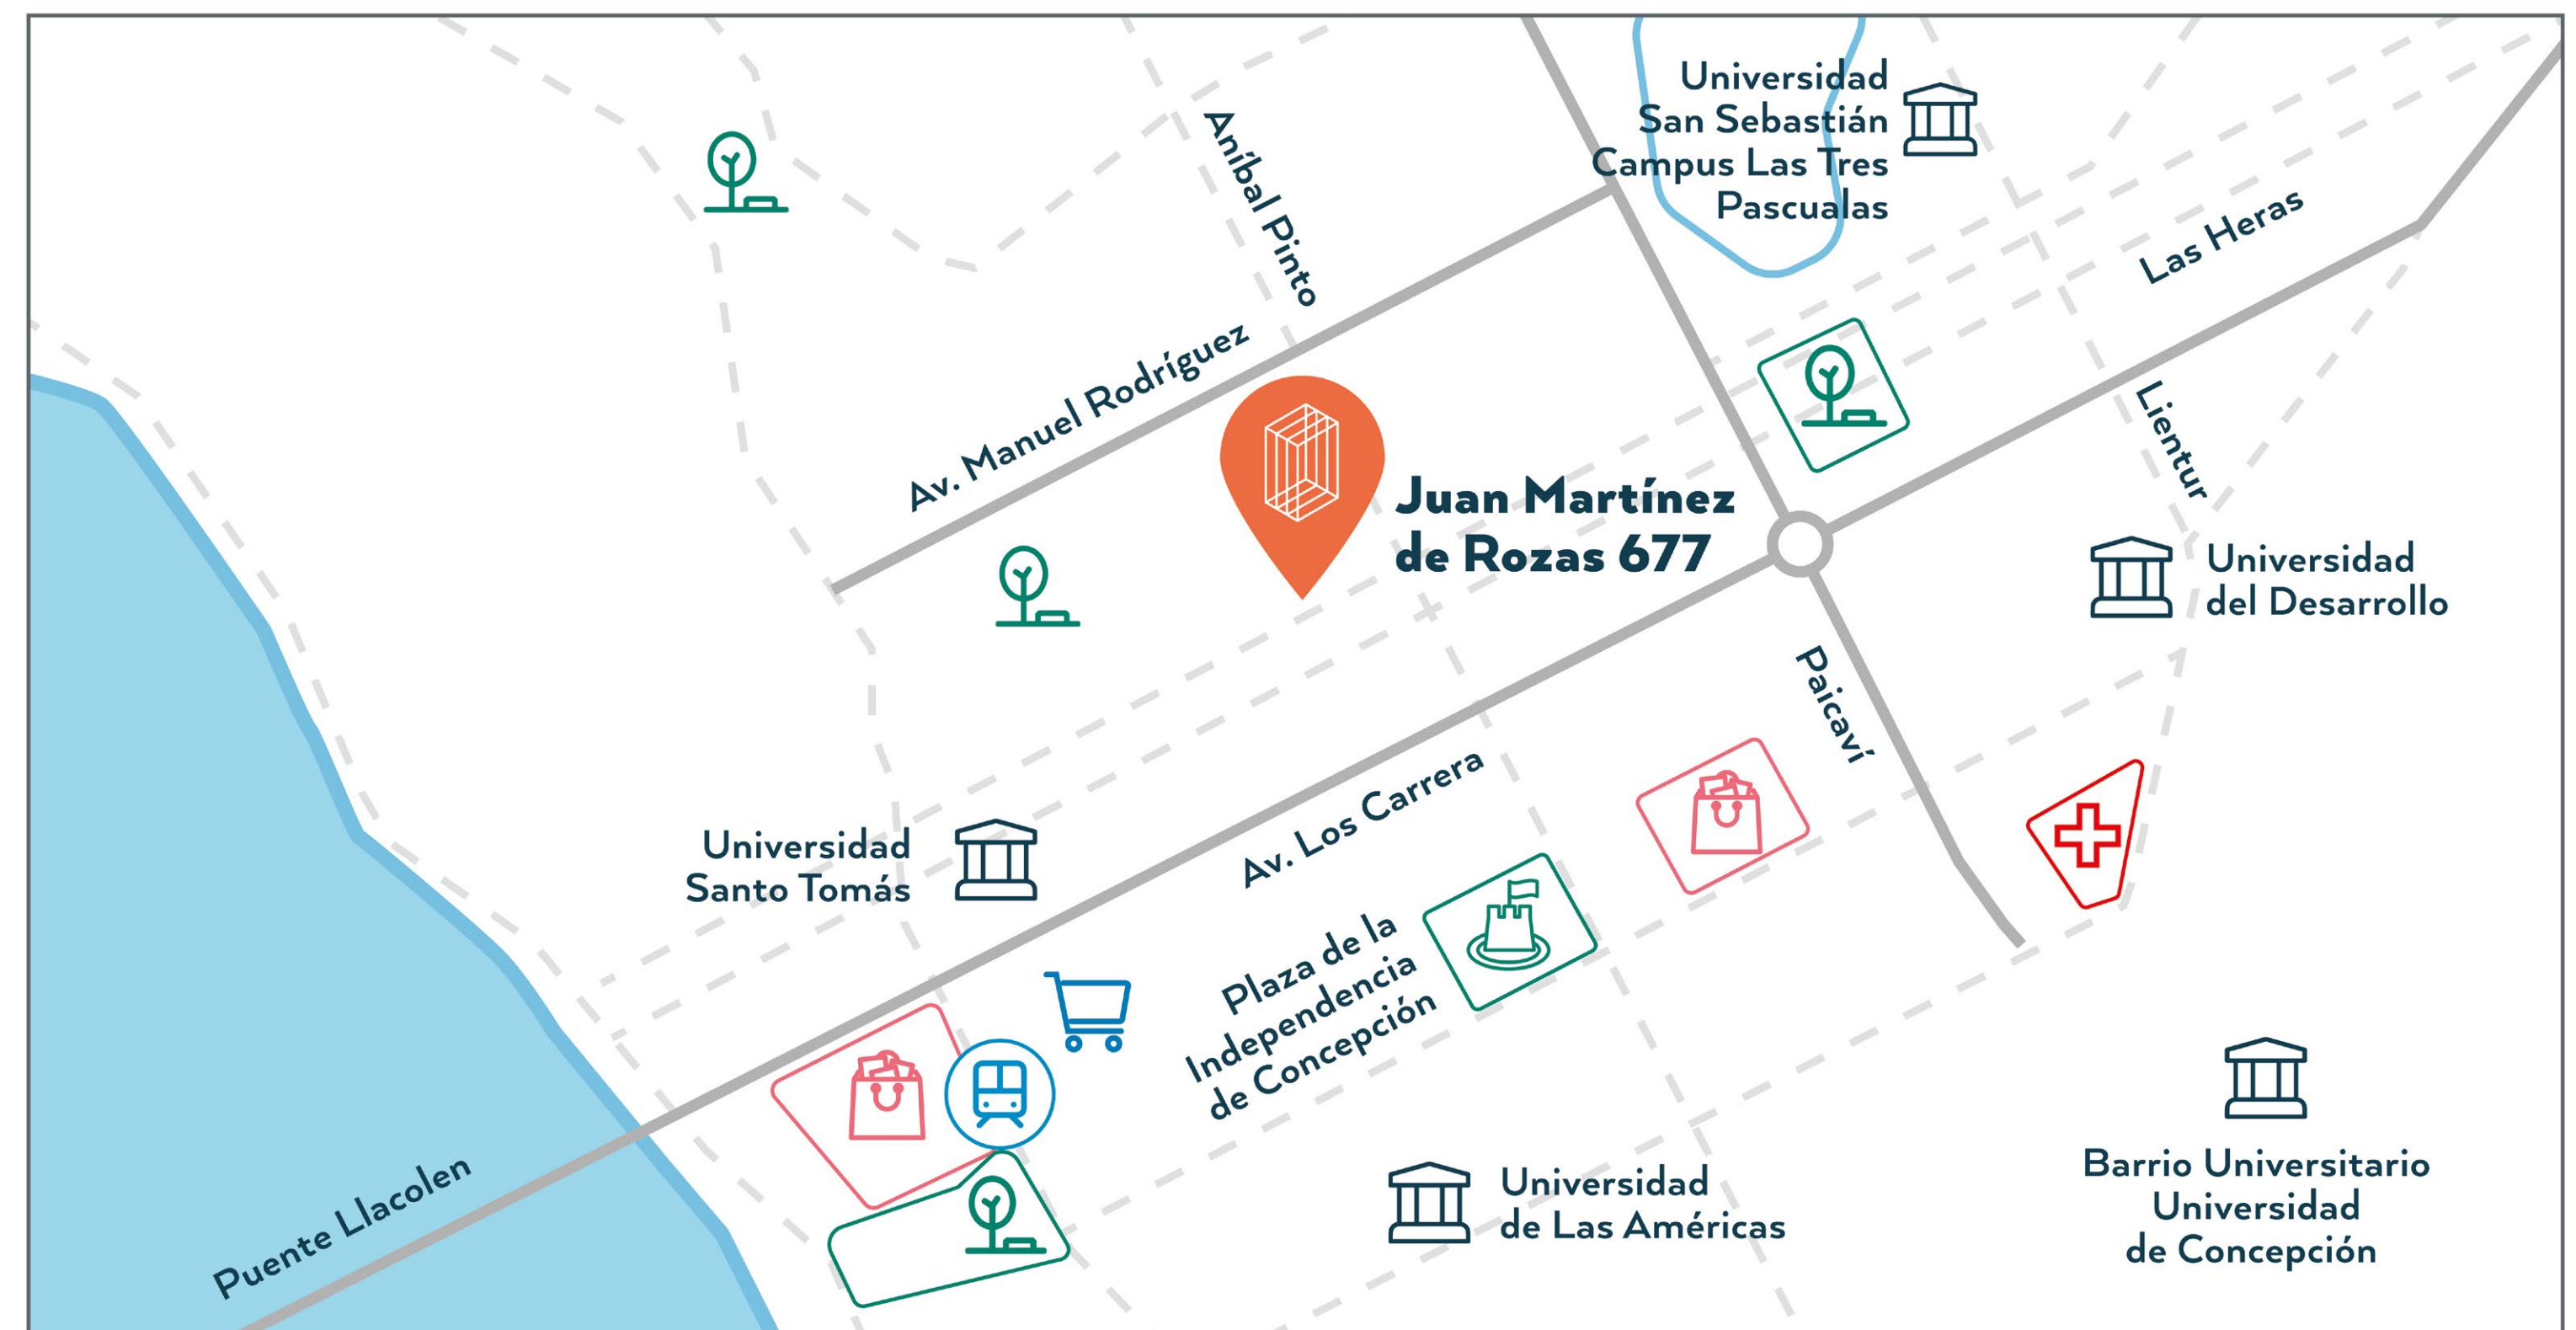 Universidad
San Sebastián
Campus Las Tres
Pascualas
Aníbal Pinto
Las Heras
Av. Manuel Rodríguez
Lientur
Juan Martínez
de Rozas 677
Universidad
del Desarrollo
Paicaví
Av. Los Carrera
Universidad
Santo Tomás
Plaza de la
Independencia
de Concepción
Puente Llacolen
Universidad
de Las Américas
Barrio Universitario
Universidad
de Concepción